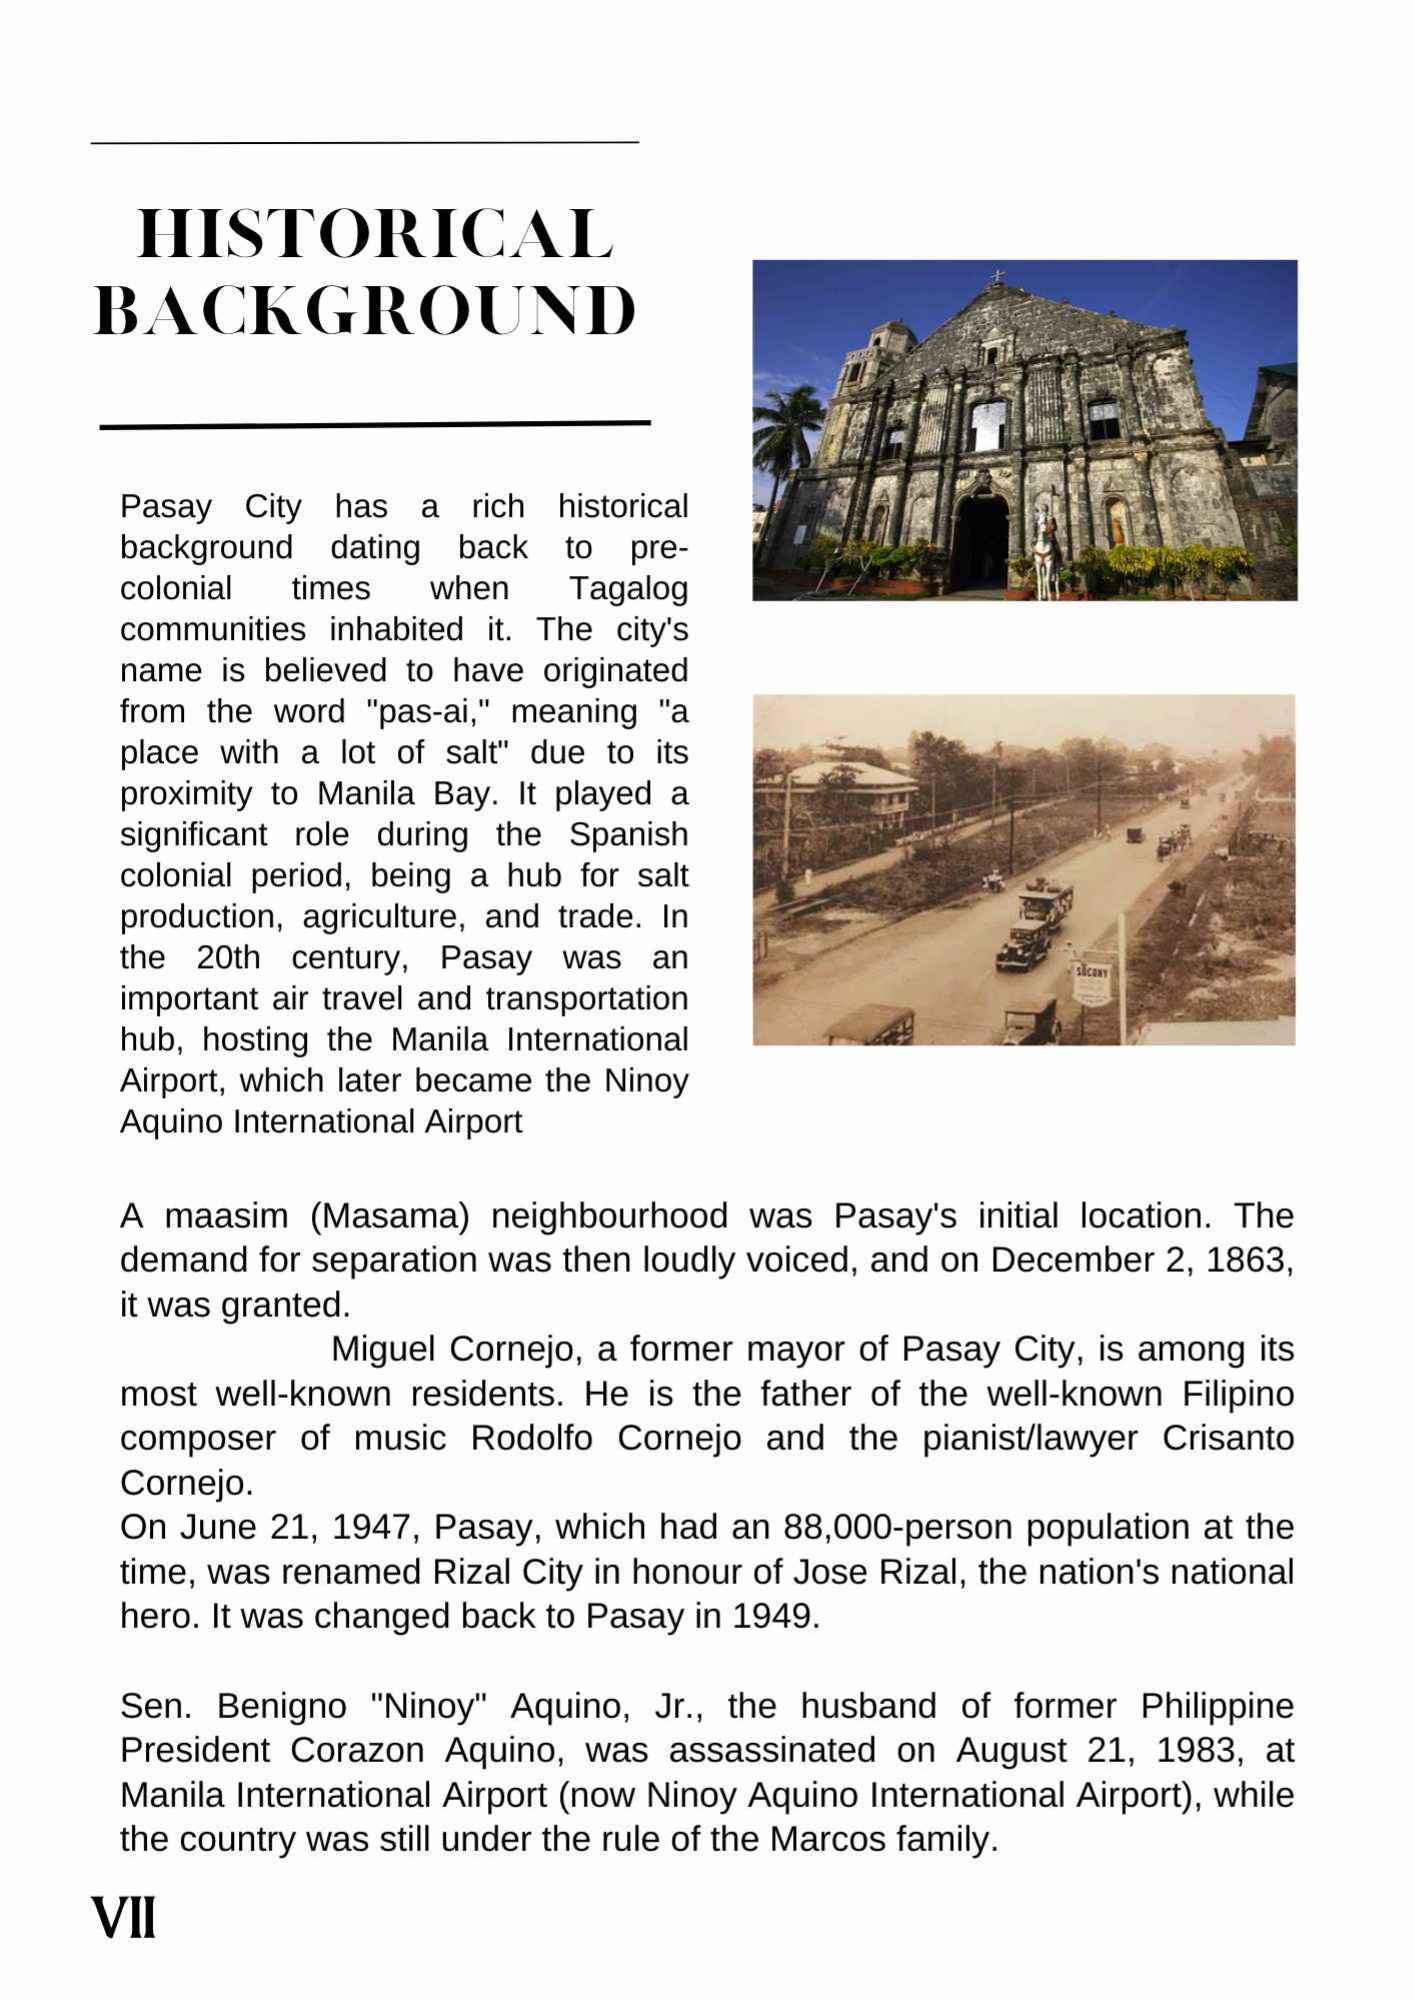 HISTORICAL
BACKGROUND
Pasay City has a rich historical
background dating back to pre-
colonial times when Tagalog
communities inhabited it. The city's
name is believed to have originated
from the word "pas-ai," meaning "a
place with a lot of salt" due to its
proximity to Manila Bay. It played a
significant role during the Spanish
colonial period, being a hub for salt
production, agriculture, and trade. In
the 20th century, Pasay was an
important air travel and transportation
hub, hosting the Manila International
Airport, which later became the Ninoy
Aquino International Airport
SOCONY
A maasim (Masama) neighbourhood was Pasay's initial location. The
demand for separation was then loudly voiced, and on December 2, 1863,
it was granted.
Miguel Cornejo, a former mayor of Pasay City, is among its
most well-known residents. He is the father of the well-known Filipino
composer of music Rodolfo Cornejo and the pianist/lawyer Crisanto
Cornejo.
On June 21, 1947, Pasay, which had an 88,000-person population at the
time, was renamed Rizal City in honour of Jose Rizal, the nation's national
hero. It was changed back to Pasay in 1949.
Sen. Benigno "Ninoy" Aquino, Jr., the husband of former Philippine
President Corazon Aquino, was assassinated on August 21, 1983, at
Manila International Airport (now Ninoy Aquino International Airport), while
the country was still under the rule of the Marcos family.
VII